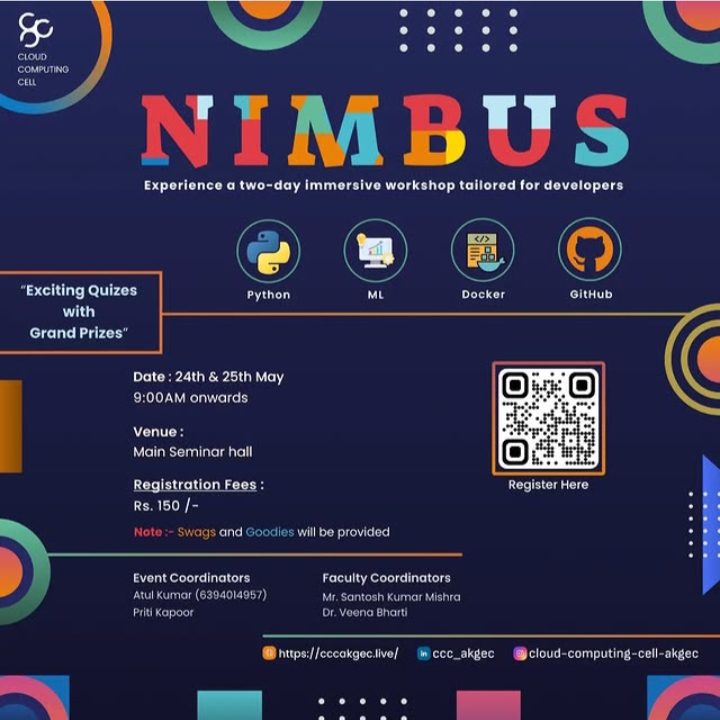 CLOUD
COMPUTING
CELL
NIMBUS
Experience a two-day immersive workshop tailored for developers
Python
ML
Docker
GitHub
“Exciting Quizes
with
Grand Prizes”
Date : 24th & 25th May
9:00AM onwards
Venue :
Main Seminar hall
Registration Fees :
Rs. 150 /-
Note :- Swags and Goodies will be provided
Register Here
Event Coordinators
Atul Kumar (6394014957)
Priti Kapoor
Faculty Coordinators
Mr. Santosh Kumar Mishra
Dr. Veena Bharti
https://cccakgec.live/
in ccc_akgec
cloud-computing-cell-akgec